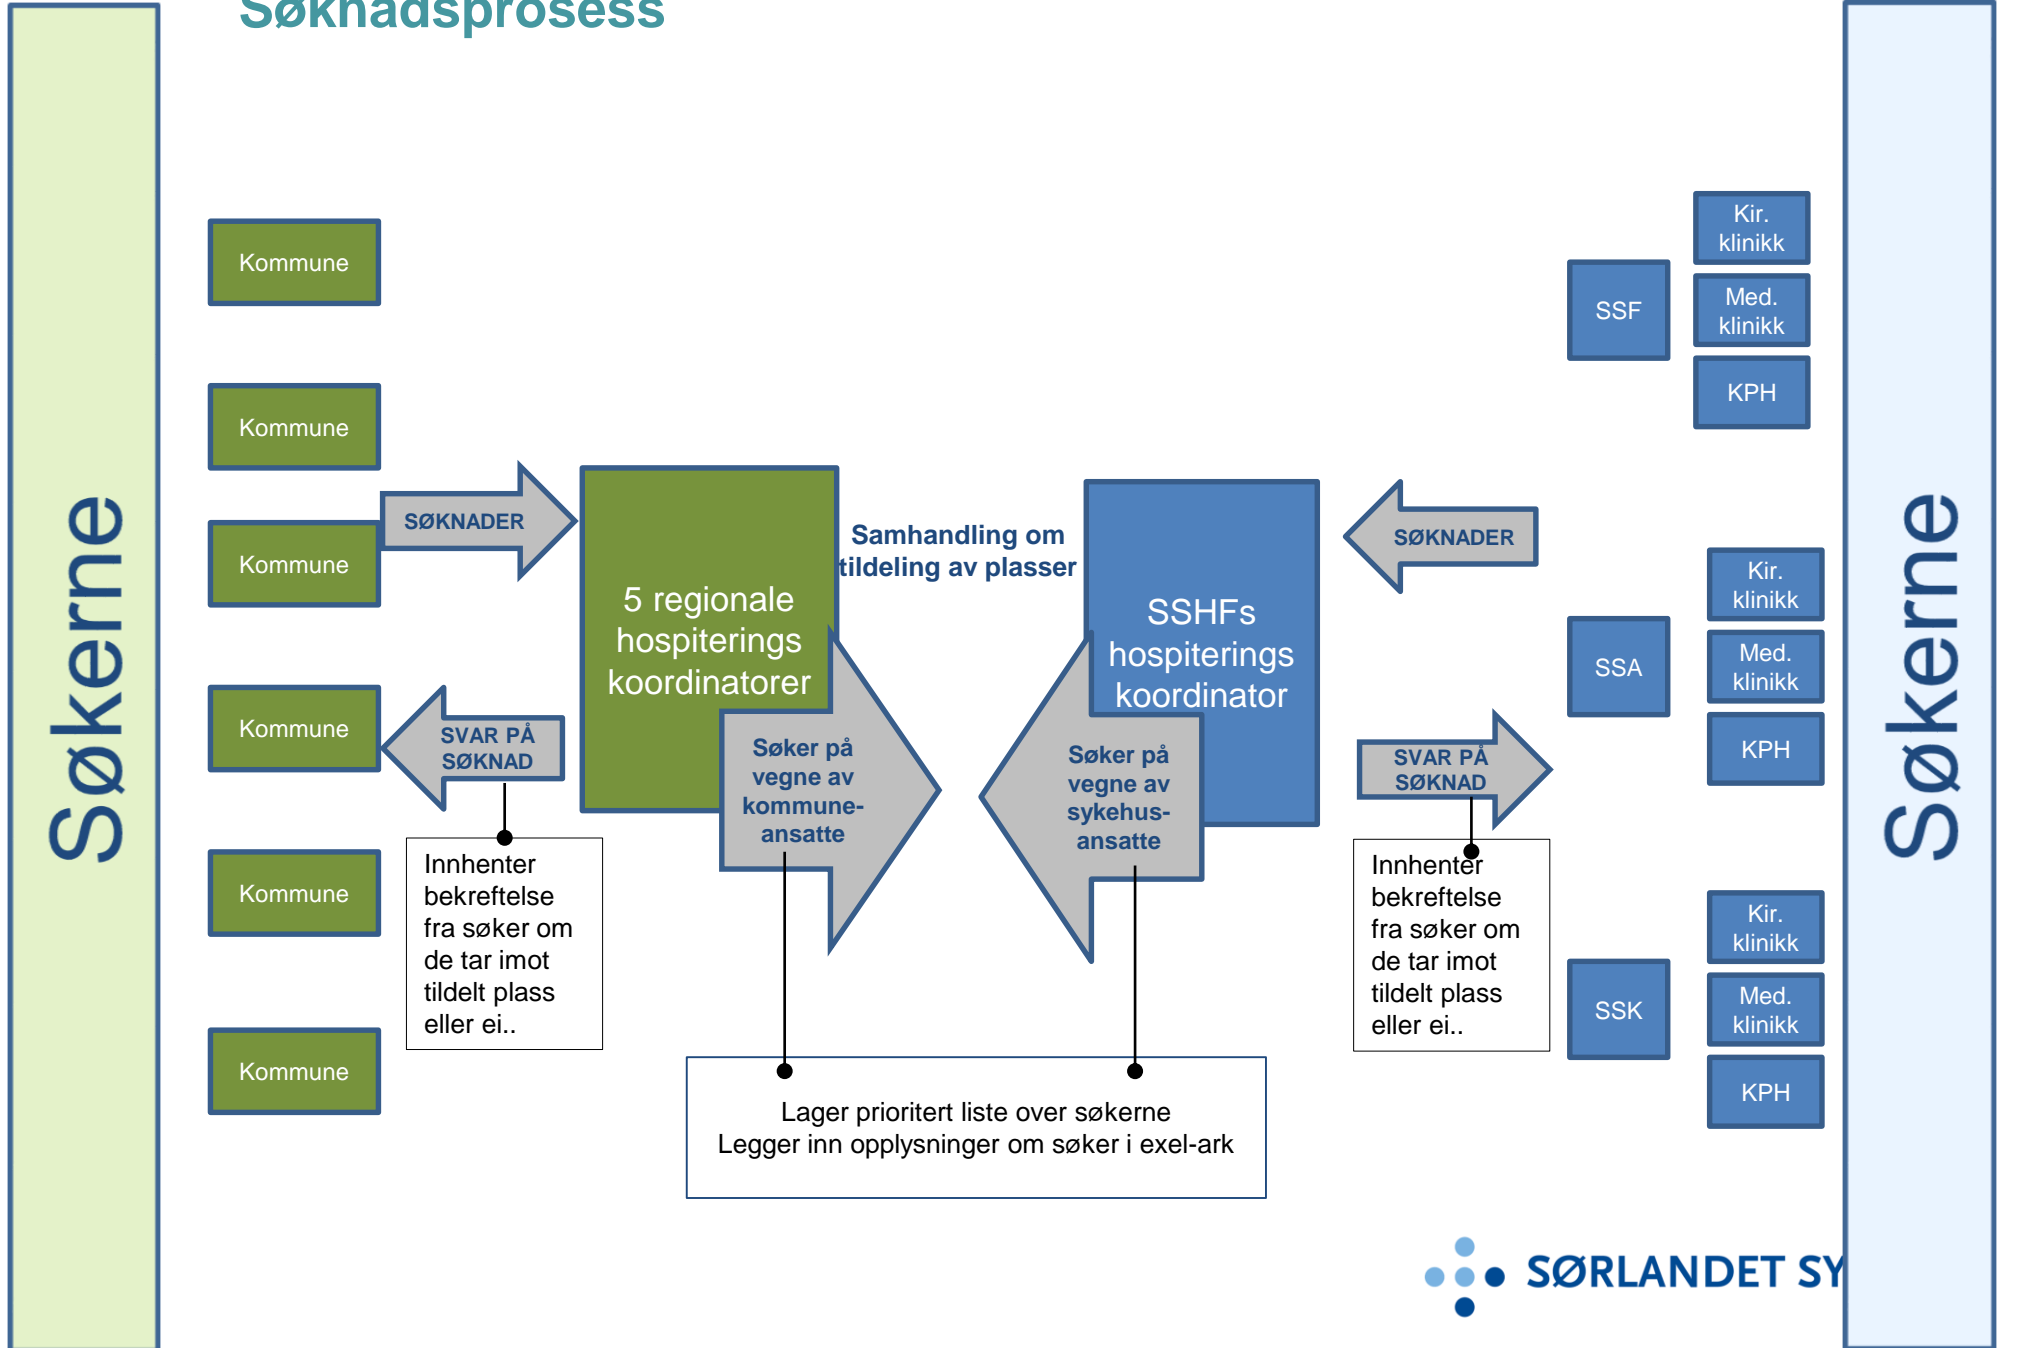 Søknadsprosess
Søkerne
Kommune
Kommune
Kommune
Kommune
Kommune
Kommune
SØKNADER
SVAR PÅ
SØKNAD
Innhenter
bekreftelse
fra søker om
de tar imot
tildelt plass
eller ei..
5 regionale
hospiterings
koordinatorer
Søker på
vegne av
kommune-
ansatte
Samhandling om
tildeling av plasser
SSHFs
hospiterings
koordinator
Søker på
vegne av
sykehus-
ansatte
Lager prioritert liste over søkerne
Legger inn opplysninger om søker i exel-ark
SØKNADER
SVAR PÅ
SØKNAD
Innhenter
bekreftelse
fra søker om
de tar imot
tildelt plass
eller ei..
SSF
Kir.
klinikk
Med.
klinikk
KPH
SSA
Kir.
klinikk
Med.
klinikk
KPH
SSK
Kir.
klinikk
Med.
klinikk
KPH
Søkerne
SØRLANDET SY